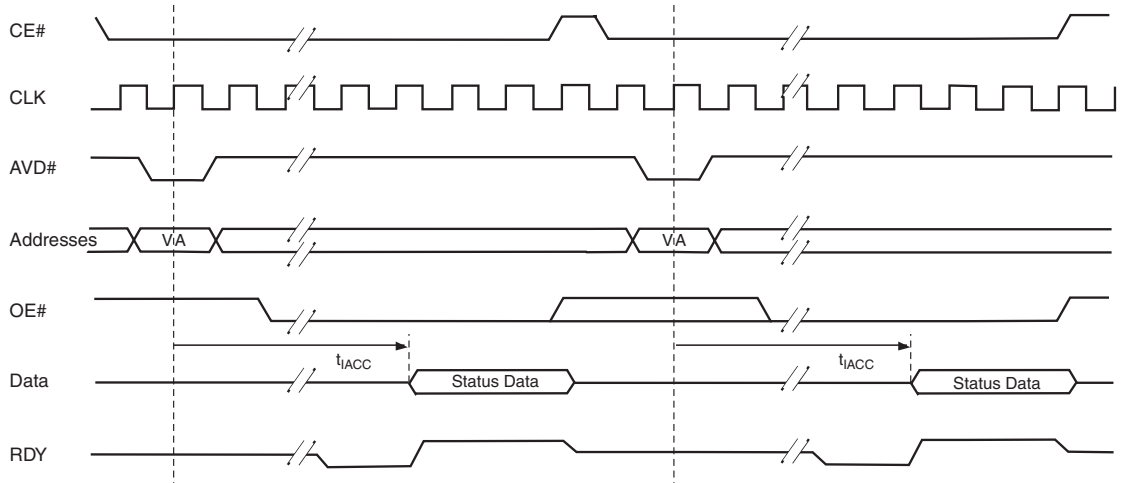 CE#
CLK
AVD#
Addresses VA VA
OE#
tIACC tIACC
Data Status Data Status Data
RDY